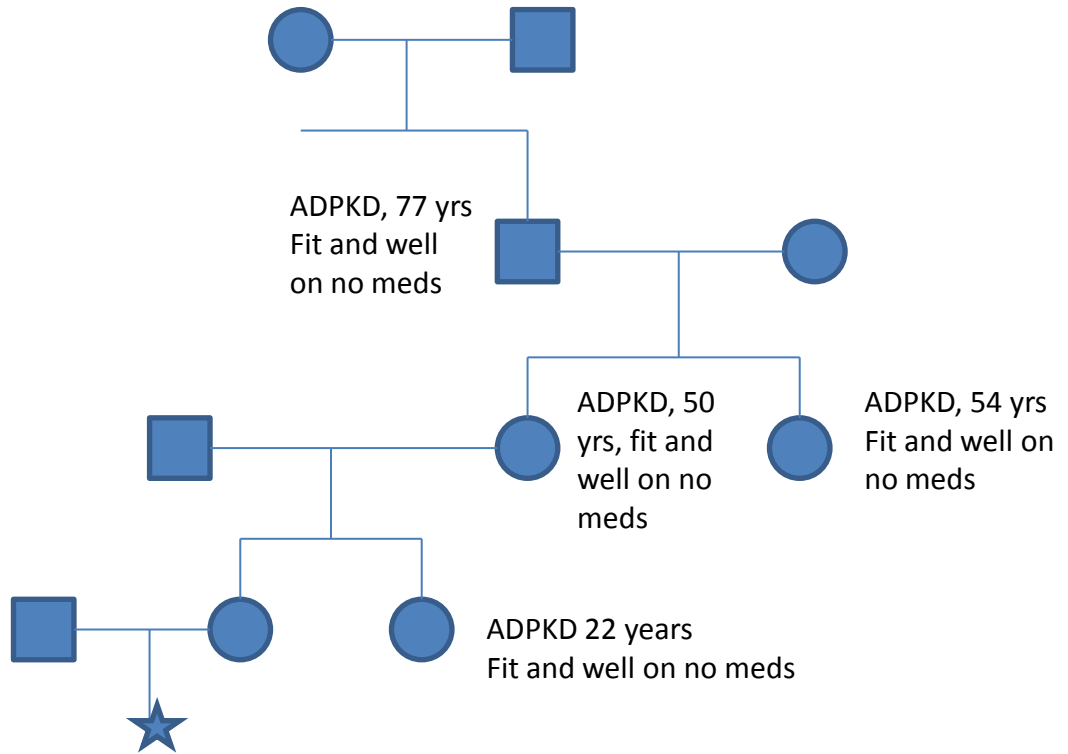 ADPKD, 77 yrs
Fit and well
on no meds
ADPKD, 50
yrs, fit and
well on no
meds
ADPKD, 54 yrs
Fit and well on
no meds
ADPKD 22 years
Fit and well on no meds